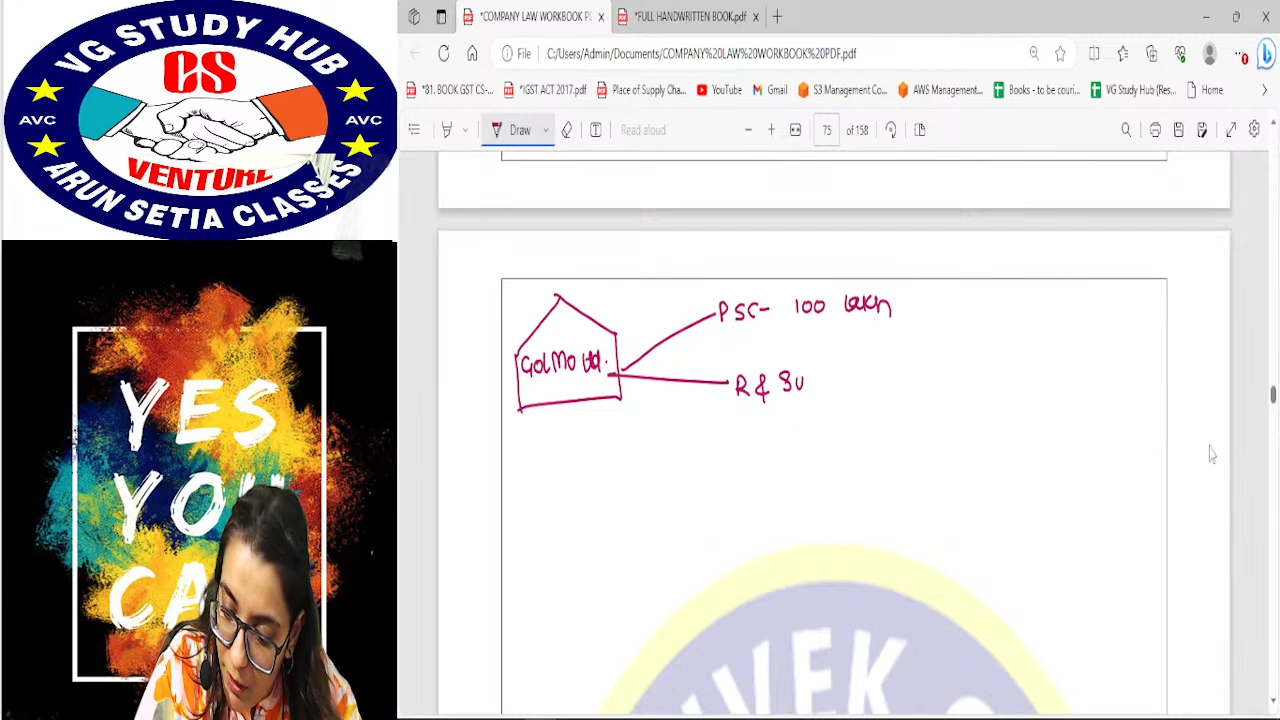 VG STUDY HUB
CS
AVC
AVC
VENTURE
ARUN SETIA CLASSES
YES
YOU
CA
*COMPANY LAW WORKBOOK PD
*FULL HANDWRITTEN BOOK.pdf
File
C:/Users/Admin/Documents/COMPANY%20LAW%20WORKBOOK%20PDF.pdf
*81. BOOK GST CS-...
*IGST ACT 2017.pdf
Place of Supply Cha...
YouTube
Gmail
S3 Management Co...
AWS Management...
Books - to be couri...
VG Study Hub (Res...
Home
Draw
Read aloud
75
of 158
PSC- 100 lakh
GolMo Ltd.
R & Su
VEK